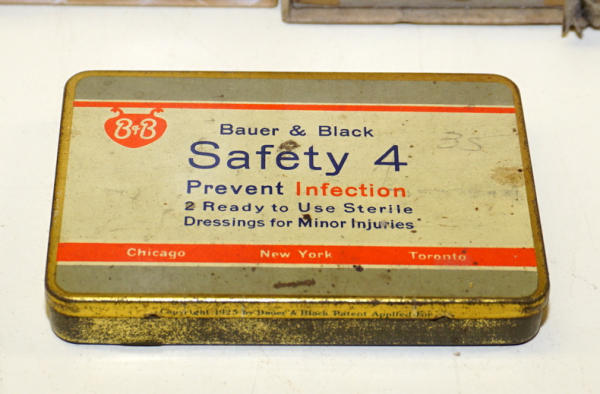 B&B
Bauer & Black
35
Safety 4
Prevent Infection
2 Ready to Use Sterile
Dressings for Minor Injuries
Chicago New York Toronto
Copyright 1925 by Bauer & Black Patent Applied For